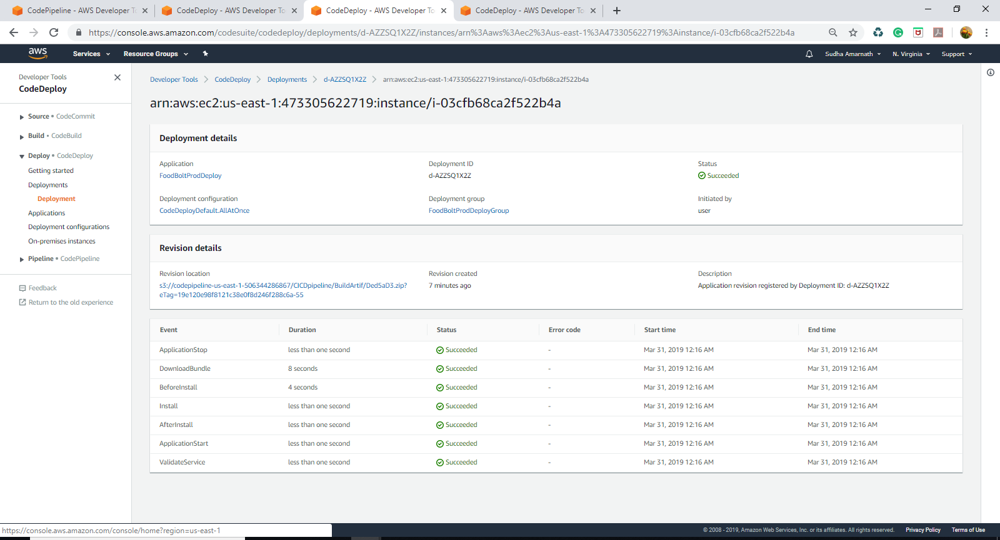 CodePipeline - AWS Developer To
CodeDeploy - AWS Developer To
CodeDeploy - AWS Developer To
CodeDeploy - AWS Developer To
https://console.aws.amazon.com/codesuite/codedeploy/deployments/d-AZZSQ1X2Z/instances/arn%3Aaws%3Aec2%3Aus-east-1%3A473305622719%3Ainstance/i-03cfb68ca2f522b4a
aws
Services
Resource Groups
Sudha Amarnath
N. Virginia
Support
Developer Tools
CodeDeploy
Source • CodeCommit
Build • CodeBuild
Deploy • CodeDeploy
Getting started
Deployments
Deployment
Applications
Deployment configurations
On-premises instances
Pipeline • CodePipeline
Feedback
Return to the old experience
Developer Tools > CodeDeploy > Deployments > d-AZZSQ1X2Z > arn:aws:ec2:us-east-1:473305622719:instance/i-03cfb68ca2f522b4a
arn:aws:ec2:us-east-1:473305622719:instance/i-03cfb68ca2f522b4a
Deployment details
Application
FoodBoltProdDeploy
Deployment ID
d-AZZSQ1X2Z
Status
Succeeded
Deployment configuration
CodeDeployDefault.AllAtOnce
Deployment group
FoodBoltProdDeployGroup
Initiated by
user
Revision details
Revision location
s3://codepipeline-us-east-1-506344286867/CICDpipeline/BuildArtif/Ded5aD3.zip?
eTag=19e120e98f8121c38e0f8d246f288c6a-55
Revision created
7 minutes ago
Description
Application revision registered by Deployment ID: d-AZZSQ1X2Z
Event Duration Status Error code Start time End time
ApplicationStop less than one second Succeeded - Mar 31, 2019 12:16 AM Mar 31, 2019 12:16 AM
DownloadBundle 8 seconds Succeeded - Mar 31, 2019 12:16 AM Mar 31, 2019 12:16 AM
BeforeInstall 4 seconds Succeeded - Mar 31, 2019 12:16 AM Mar 31, 2019 12:16 AM
Install less than one second Succeeded - Mar 31, 2019 12:16 AM Mar 31, 2019 12:16 AM
AfterInstall less than one second Succeeded - Mar 31, 2019 12:16 AM Mar 31, 2019 12:16 AM
ApplicationStart less than one second Succeeded - Mar 31, 2019 12:16 AM Mar 31, 2019 12:16 AM
ValidateService less than one second Succeeded - Mar 31, 2019 12:16 AM Mar 31, 2019 12:16 AM
https://console.aws.amazon.com/console/home?region=us-east-1
© 2008 - 2019, Amazon Web Services, Inc. or its affiliates. All rights reserved.
Privacy Policy
Terms of Use